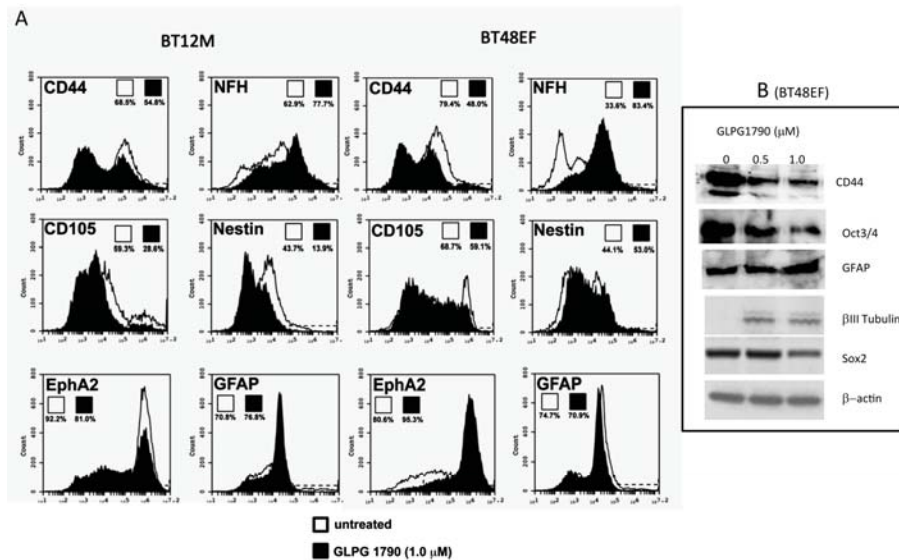 A
BT12M
BT48EF
CD44
68.5% 54.8%
NFH
62.9% 77.7%
CD44
79.4% 48.0%
NFH
33.6% 83.4%
CD105
59.3% 28.6%
Nestin
43.7% 13.9%
CD105
68.7% 59.1%
Nestin
44.1% 53.0%
EphA2
92.2% 81.0%
GFAP
70.8% 76.8%
EphA2
80.6% 95.3%
GFAP
74.7% 70.9%
Count
untreated
GLPG 1790 (1.0 µM)
B (BT48EF)
GLPG1790 (µM)
0 0.5 1.0
CD44
Oct3/4
GFAP
βIII Tubulin
Sox2
β−actin